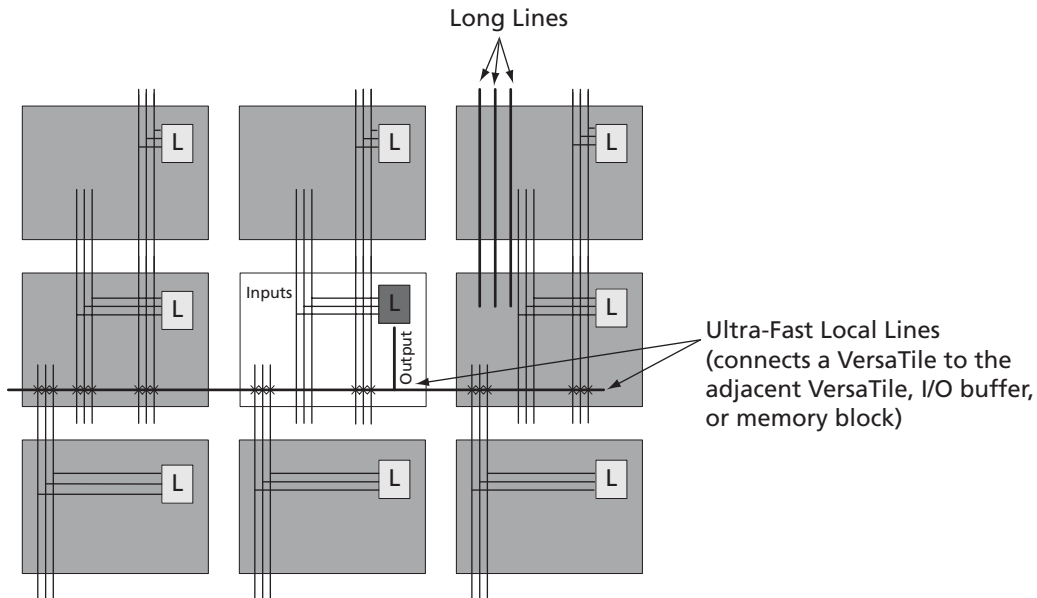 Long Lines
L
L
L
Inputs
L
L
L
Output
Ultra-Fast Local Lines
(connects a VersaTile to the
adjacent VersaTile, I/O buffer,
or memory block)
L
L
L